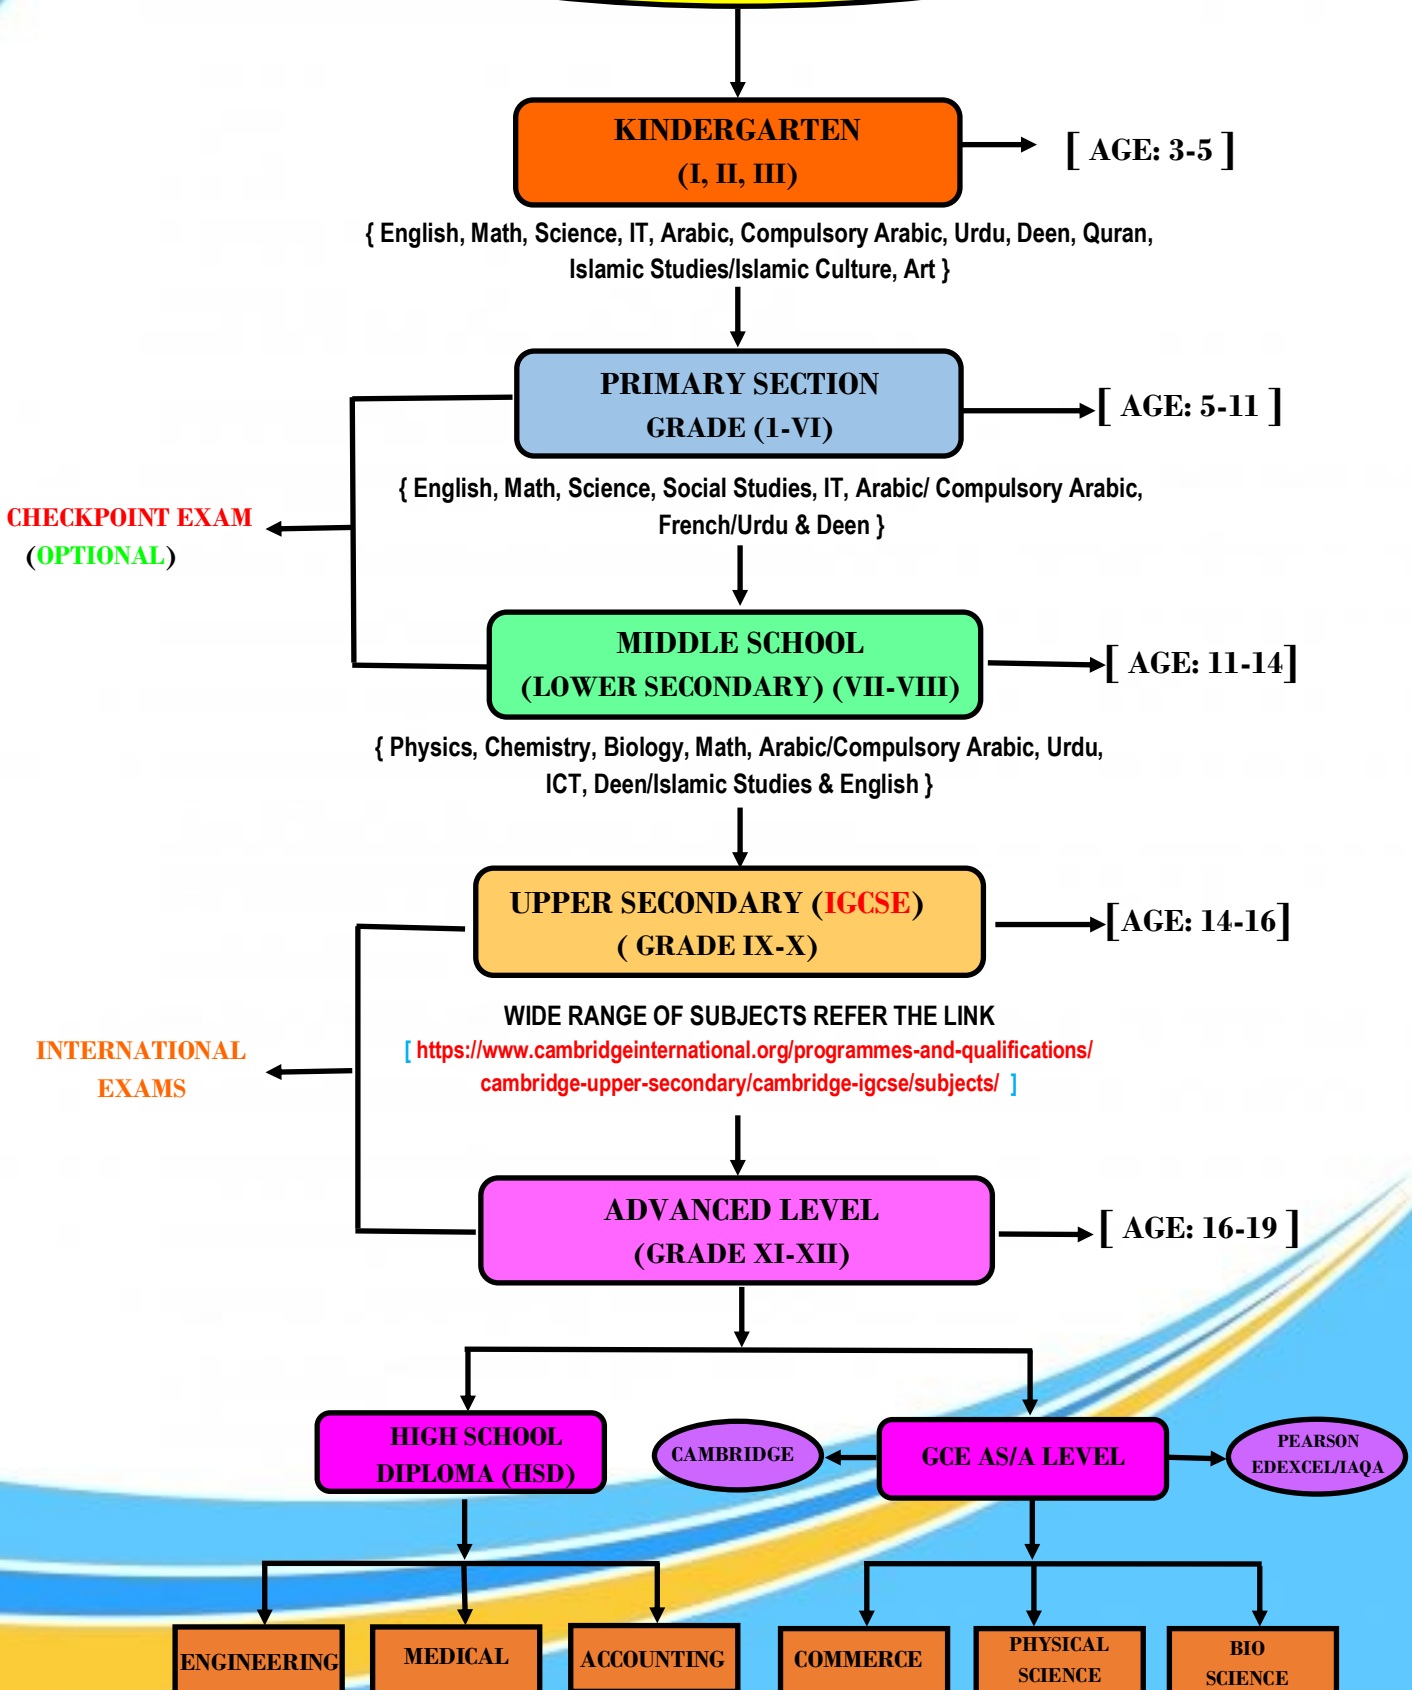 KINDERGARTEN
(I, II, III)
[ AGE: 3-5 ]
{ English, Math, Science, IT, Arabic, Compulsory Arabic, Urdu, Deen, Quran,
Islamic Studies/Islamic Culture, Art }
PRIMARY SECTION
GRADE (1-VI)
[ AGE: 5-11 ]
{ English, Math, Science, Social Studies, IT, Arabic/ Compulsory Arabic,
French/Urdu & Deen }
CHECKPOINT EXAM
(OPTIONAL)
MIDDLE SCHOOL
(LOWER SECONDARY) (VII-VIII)
[ AGE: 11-14]
{ Physics, Chemistry, Biology, Math, Arabic/Compulsory Arabic, Urdu,
ICT, Deen/Islamic Studies & English }
UPPER SECONDARY (IGCSE)
( GRADE IX-X)
[AGE: 14-16]
WIDE RANGE OF SUBJECTS REFER THE LINK
[ https://www.cambridgeinternational.org/programmes-and-qualifications/
cambridge-upper-secondary/cambridge-igcse/subjects/ ]
INTERNATIONAL
EXAMS
ADVANCED LEVEL
(GRADE XI-XII)
[ AGE: 16-19 ]
HIGH SCHOOL
DIPLOMA (HSD)
CAMBRIDGE
GCE AS/A LEVEL
PEARSON
EDEXCEL/IAQA
ENGINEERING
MEDICAL
ACCOUNTING
COMMERCE
PHYSICAL
SCIENCE
BIO
SCIENCE